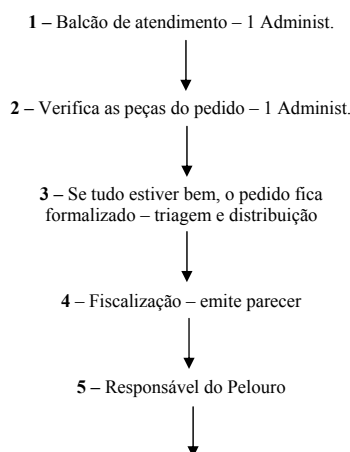 1 – Balcão de atendimento – 1 Administ.
2 – Verifica as peças do pedido – 1 Administ.
3 – Se tudo estiver bem, o pedido fica
formalizado – triagem e distribuição
4 – Fiscalização – emite parecer
5 – Responsável do Pelouro